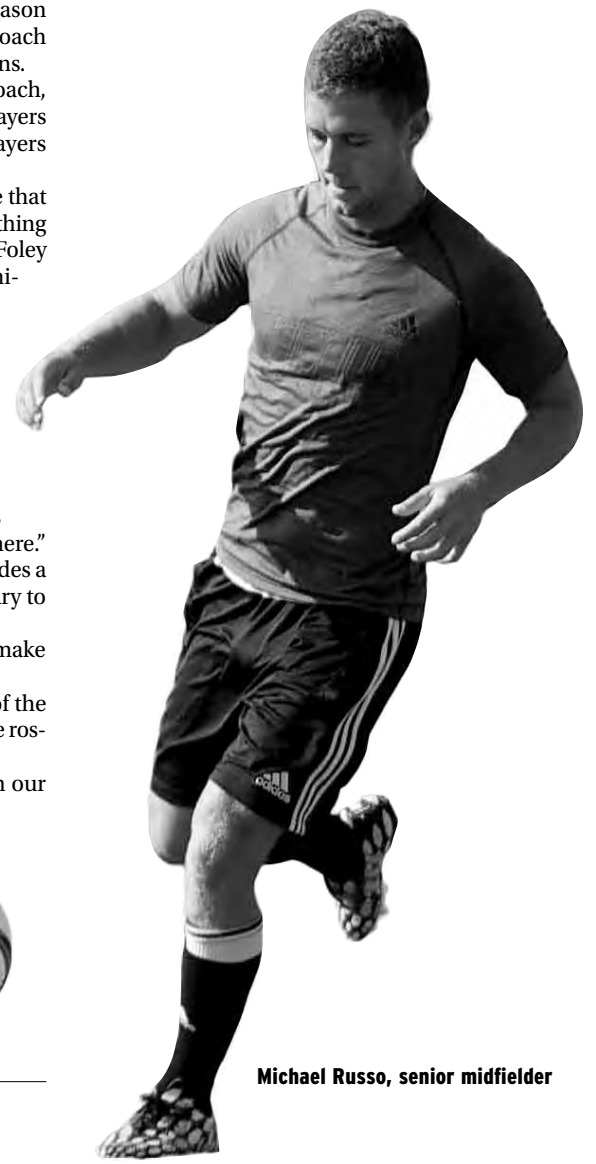 ason
oach
ns.
oach,
ayers
ayers
e that
thing
Foley
ni-
here."
des a
ary to
make
of the
e ros-
n our
adidas
Michael Russo, senior midfielder